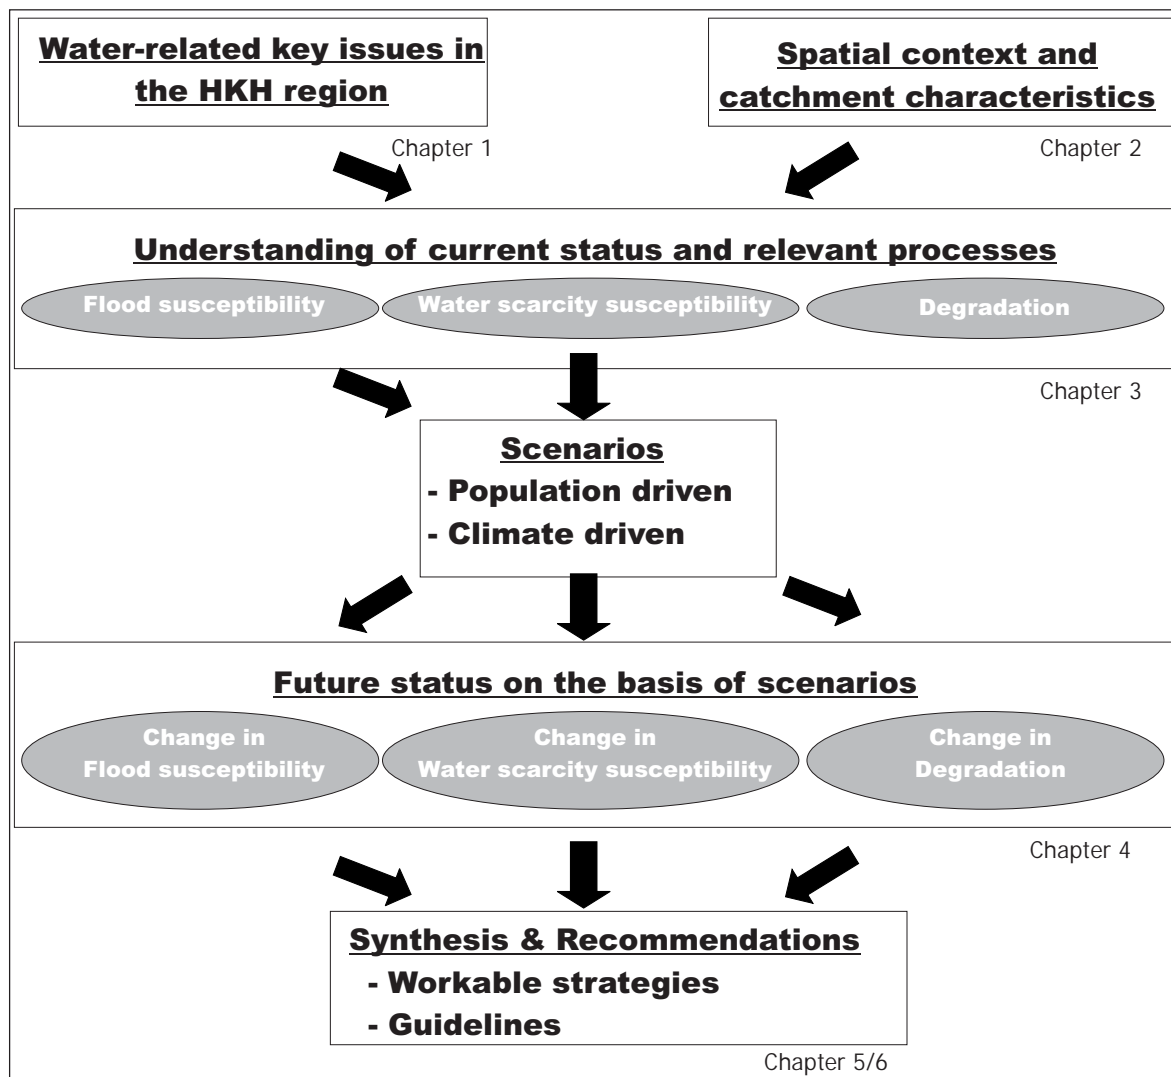 Water-related key issues in
the HKH region
Spatial context and
catchment characteristics
Chapter 1
Chapter 2
Understanding of current status and relevant processes
Flood susceptibility
Water scarcity susceptibility
Degradation
Chapter 3
Scenarios
- Population driven
- Climate driven
Future status on the basis of scenarios
Change in
Flood susceptibility
Change in
Water scarcity susceptibility
Change in
Degradation
Chapter 4
Synthesis & Recommendations
- Workable strategies
- Guidelines
Chapter 5/6